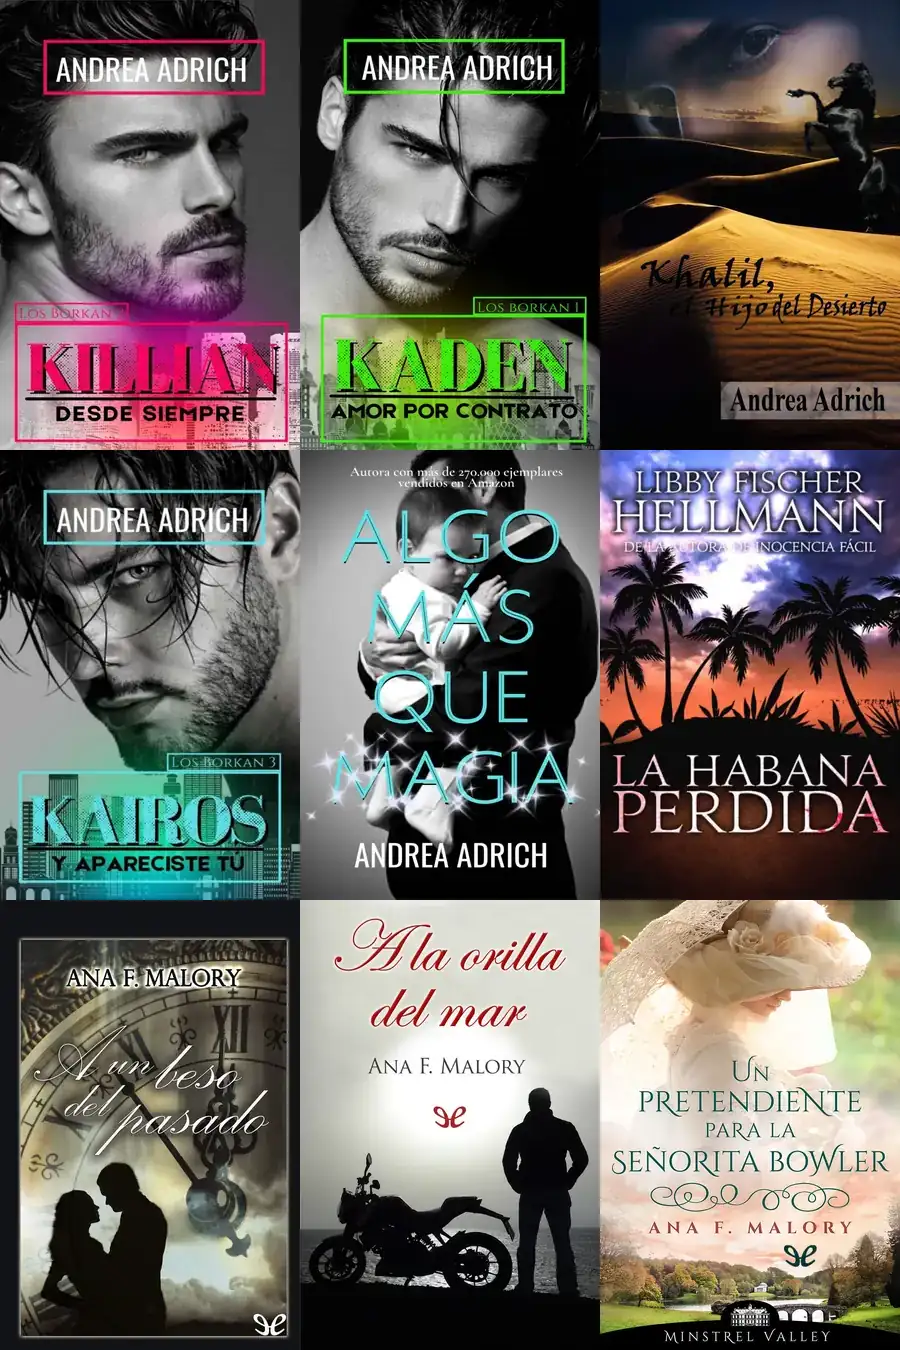 ANDREA ADRICH
LOS BORKAN
KILLIAN
DESDE SIEMPRE
ANDREA ADRICH
LOS BORKAN 1
KADEN
AMOR POR CONTRATO
Khalil,
el Hijo del Desierto
Andrea Adrich
ANDREA ADRICH
LOS BORKAN 3
KAIROS
Y APARECISTE TÚ
Autora con más de 270.000 ejemplares
vendidos en Amazon
ALGO
MÁS
QUE
MAGIA
ANDREA ADRICH
LIBBY FISCHER
HELLMANN
DE LA AUTORA DE INOCENCIA FÁCIL
LA HABANA
PERDIDA
ANA F. MALORY
XII
A un beso
del pasado
A la orilla
del mar
ANA F. MALORY
UN
PRETENDIENTE
PARA LA
SEÑORITA BOWLER
ANA F. MALORY
MINSTREL VALLEY